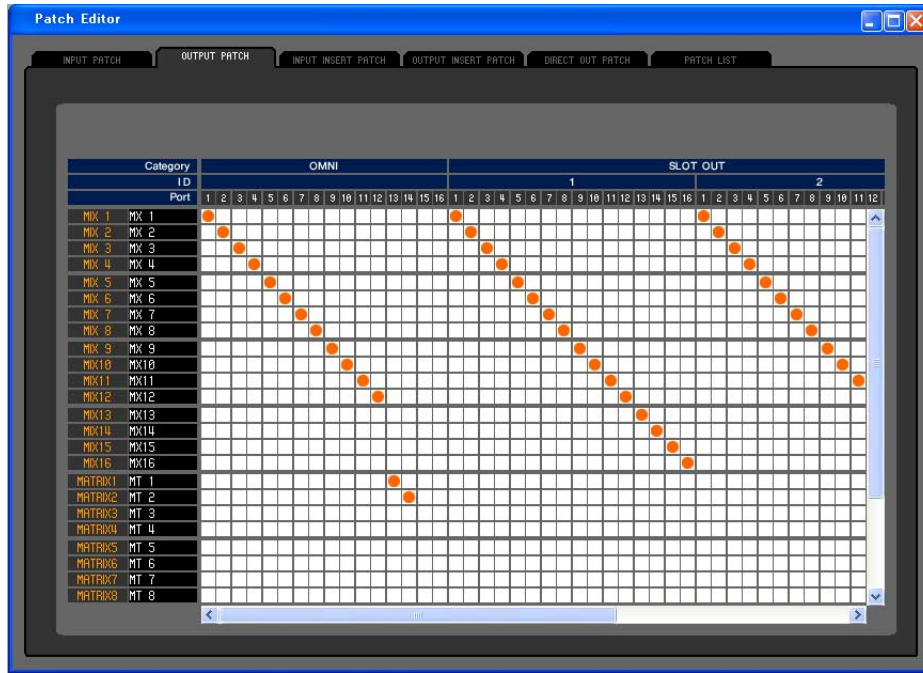 Patch Editor
INPUT PATCH OUTPUT PATCH INPUT INSERT PATCH OUTPUT INSERT PATCH DIRECT OUT PATCH PATCH LIST
Category OMNI SLOT OUT
ID 1 2
Port 1 2 3 4 5 6 7 8 9 10 11 12 13 14 15 16 1 2 3 4 5 6 7 8 9 10 11 12 13 14 15 16 1 2 3 4 5 6 7 8 9 10 11 12
MIX 1 MX 1
MIX 2 MX 2
MIX 3 MX 3
MIX 4 MX 4
MIX 5 MX 5
MIX 6 MX 6
MIX 7 MX 7
MIX 8 MX 8
MIX 9 MX 9
MIX10 MX10
MIX11 MX11
MIX12 MX12
MIX13 MX13
MIX14 MX14
MIX15 MX15
MIX16 MX16
MATRIX1 MT 1
MATRIX2 MT 2
MATRIX3 MT 3
MATRIX4 MT 4
MATRIX5 MT 5
MATRIX6 MT 6
MATRIX7 MT 7
MATRIX8 MT 8